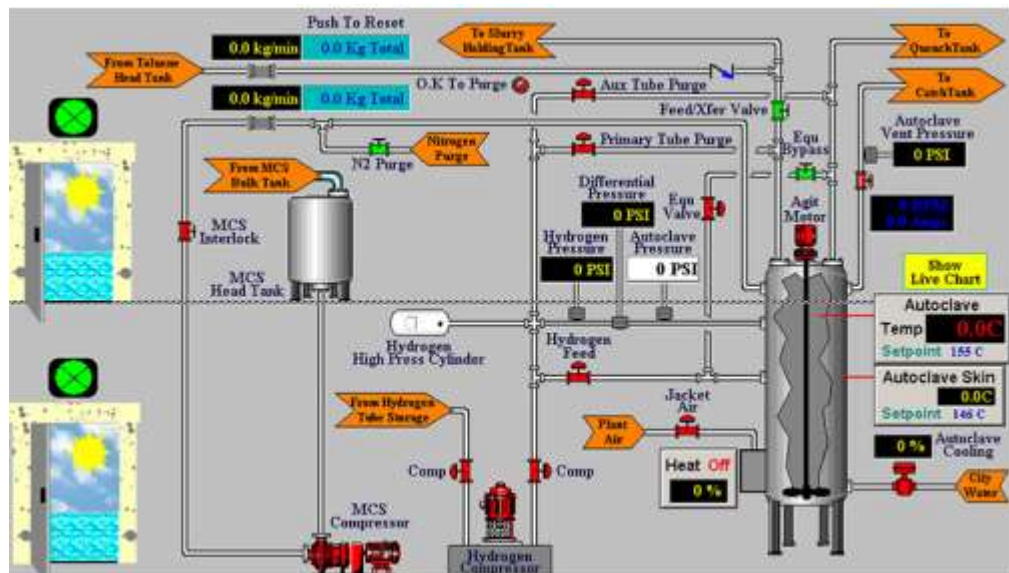 Push To Reset
0.0 kg/min 0.0 Kg Total
To Slurry
Holding Tank
To
Quench Tank
From Toluene
Head Tank
O.K To Purge
Aux Tube Purge
To
Catch Tank
0.0 kg/min 0.0 Kg Total
Feed/Xfer Valve
Autoclave
Vent Pressure
0 PSI
Nitrogen
Purge
N2 Purge
Primary Tube Purge
Equ
Bypass
From MCS
Bulk Tank
Differential
Pressure
0 PSI
Equ
Valve
Agit
Motor
MCS
Interlock
Hydrogen
Pressure
0 PSI
Autoclave
Pressure
0 PSI
MCS
Head Tank
Show
Live Chart
Autoclave
Temp 0.0C
Setpoint 155 C
Hydrogen
High Press Cylinder
Hydrogen
Feed
Autoclave Skin
0.0C
Setpoint 146 C
From Hydrogen
Tube Storage
Jacket
Air
Plant
Air
0 % Autoclave
Cooling
Comp
Comp
Heat Off
0 %
City
Water
MCS
Compressor
Hydrogen
Compressor